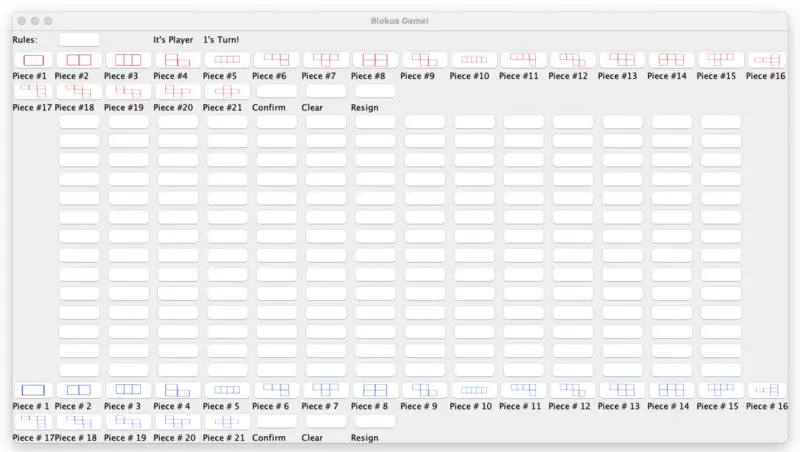 Blokus Game!
Rules: It's Player 1's Turn!
Piece #1 Piece #2 Piece #3 Piece #4 Piece #5 Piece #6 Piece #7 Piece #8 Piece #9 Piece #10 Piece #11 Piece #12 Piece #13 Piece #14 Piece #15 Piece #16
Piece #17 Piece #18 Piece #19 Piece #20 Piece #21 Confirm Clear Resign
Piece # 1 Piece # 2 Piece # 3 Piece # 4 Piece # 5 Piece # 6 Piece # 7 Piece # 8 Piece # 9 Piece # 10 Piece # 11 Piece # 12 Piece # 13 Piece # 14 Piece # 15 Piece # 16
Piece # 17 Piece # 18 Piece # 19 Piece # 20 Piece # 21 Confirm Clear Resign